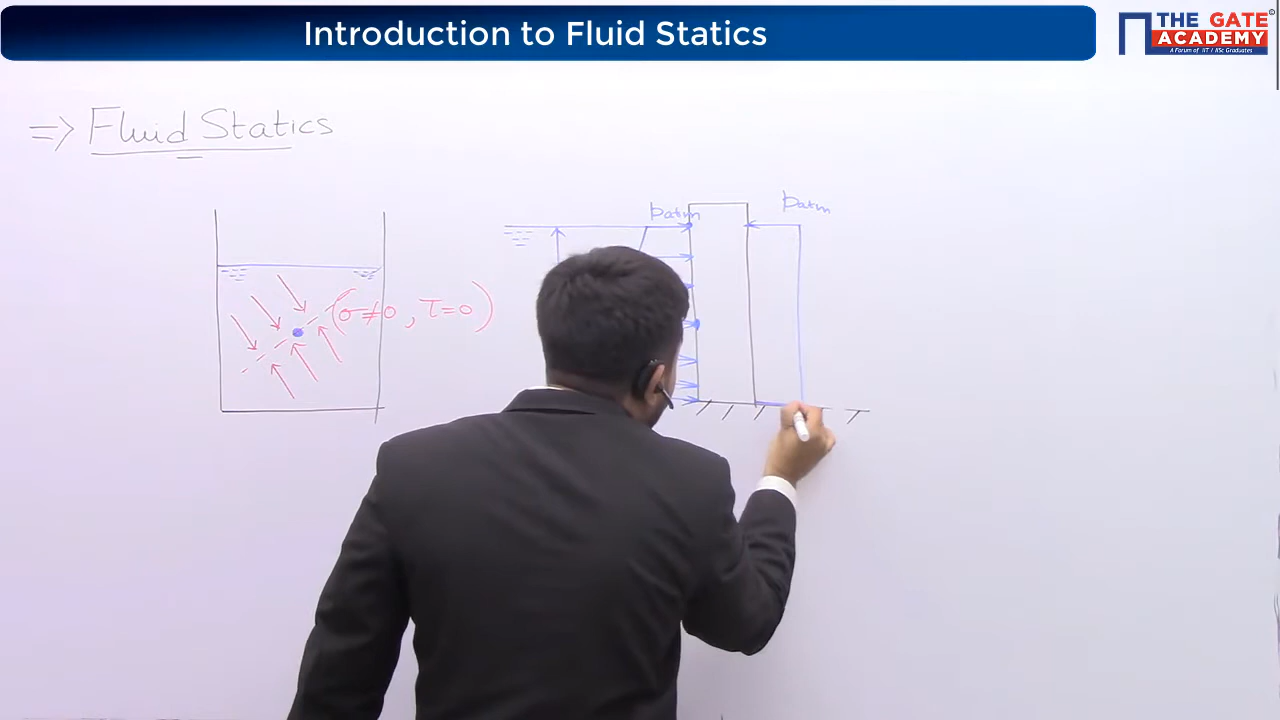 Introduction to Fluid Statics
THE GATE
ACADEMY
A Forum of IIT / IISc Graduates
©
=> Fluid Statics
Patm
Patm
(σ≠0, τ=0)